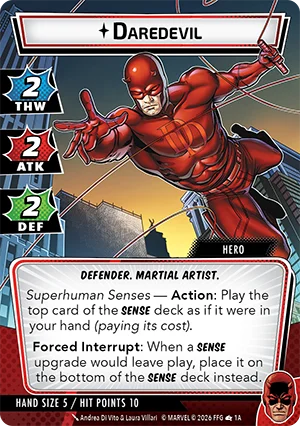 DAREDEVIL
2
THW
2
ATK
2
DEF
DD
HERO
DEFENDER. MARTIAL ARTIST.
Superhuman Senses — Action: Play the
top card of the SENSE deck as if it were in
your hand (paying its cost).
Forced Interrupt: When a SENSE
upgrade would leave play, place it on
the bottom of the SENSE deck instead.
HAND SIZE 5 / HIT POINTS 10
Andrea Di Vito & Laura Villari © MARVEL © 2026 FFG 1A